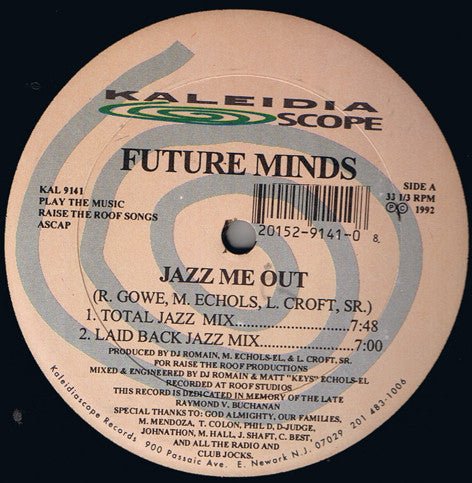 KALEIDIA
SCOPE
FUTURE MINDS
KAL 9141
PLAY THE MUSIC
RAISE THE ROOF SONGS
ASCAP
SIDE A
33 1/3 RPM
Ⓟ© 1992
20152-9141-0 8.
JAZZ ME OUT
(R. GOWE, M. ECHOLS, L. CROFT, SR.)
1. TOTAL JAZZ MIX..............................7:48
2. LAID BACK JAZZ MIX.....................7:00
PRODUCED BY DJ ROMAIN, M. ECHOLS-EL, & L. CROFT, SR.
FOR RAISE THE ROOF PRODUCTIONS
MIXED & ENGINEERED BY DJ ROMAIN & MATT "KEYS" ECHOLS-EL
RECORDED AT ROOF STUDIOS
THIS RECORD IS DEDICATED IN MEMORY OF THE LATE
RAYMOND V. BUCHANAN
SPECIAL THANKS TO: GOD ALMIGHTY, OUR FAMILIES,
M. MENDOZA, T. COLON, PHIL D, D-JUDGE,
JOHNATHON, M. HALL, J. SHAFT, C. BEST,
AND ALL THE RADIO AND
CLUB JOCKS.
Kaleidiascope Records 900 Passaic Ave. E. Newark N.J. 07029 201 483-1006